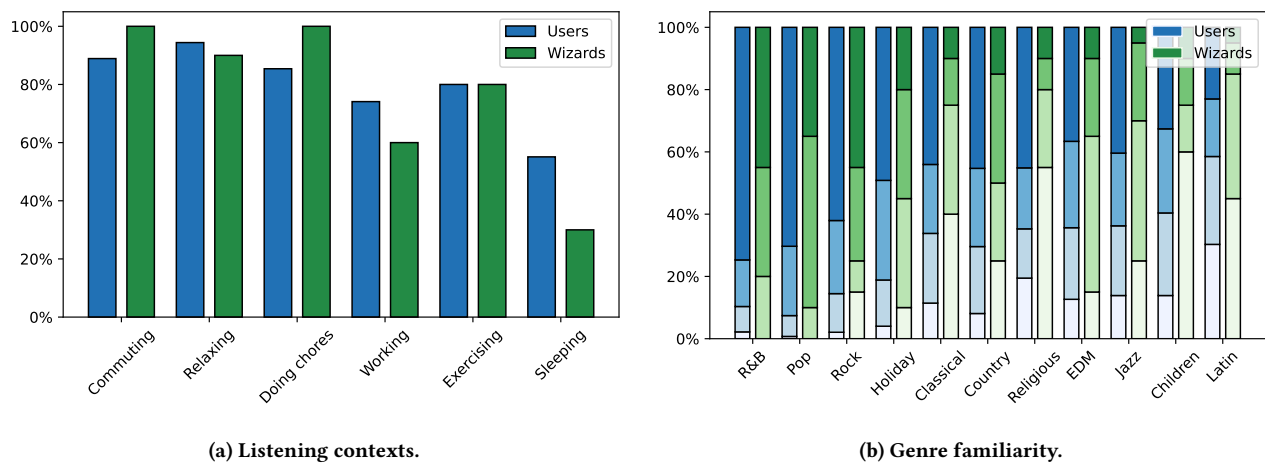 100%
80%
60%
40%
20%
0%
Users
Wizards
Commuting
Relaxing
Doing chores
Working
Exercising
Sleeping
(a) Listening contexts.
100%
80%
60%
40%
20%
0%
Users
Wizards
R&B
Pop
Rock
Holiday
Classical
Country
Religious
EDM
Jazz
Children
Latin
(b) Genre familiarity.